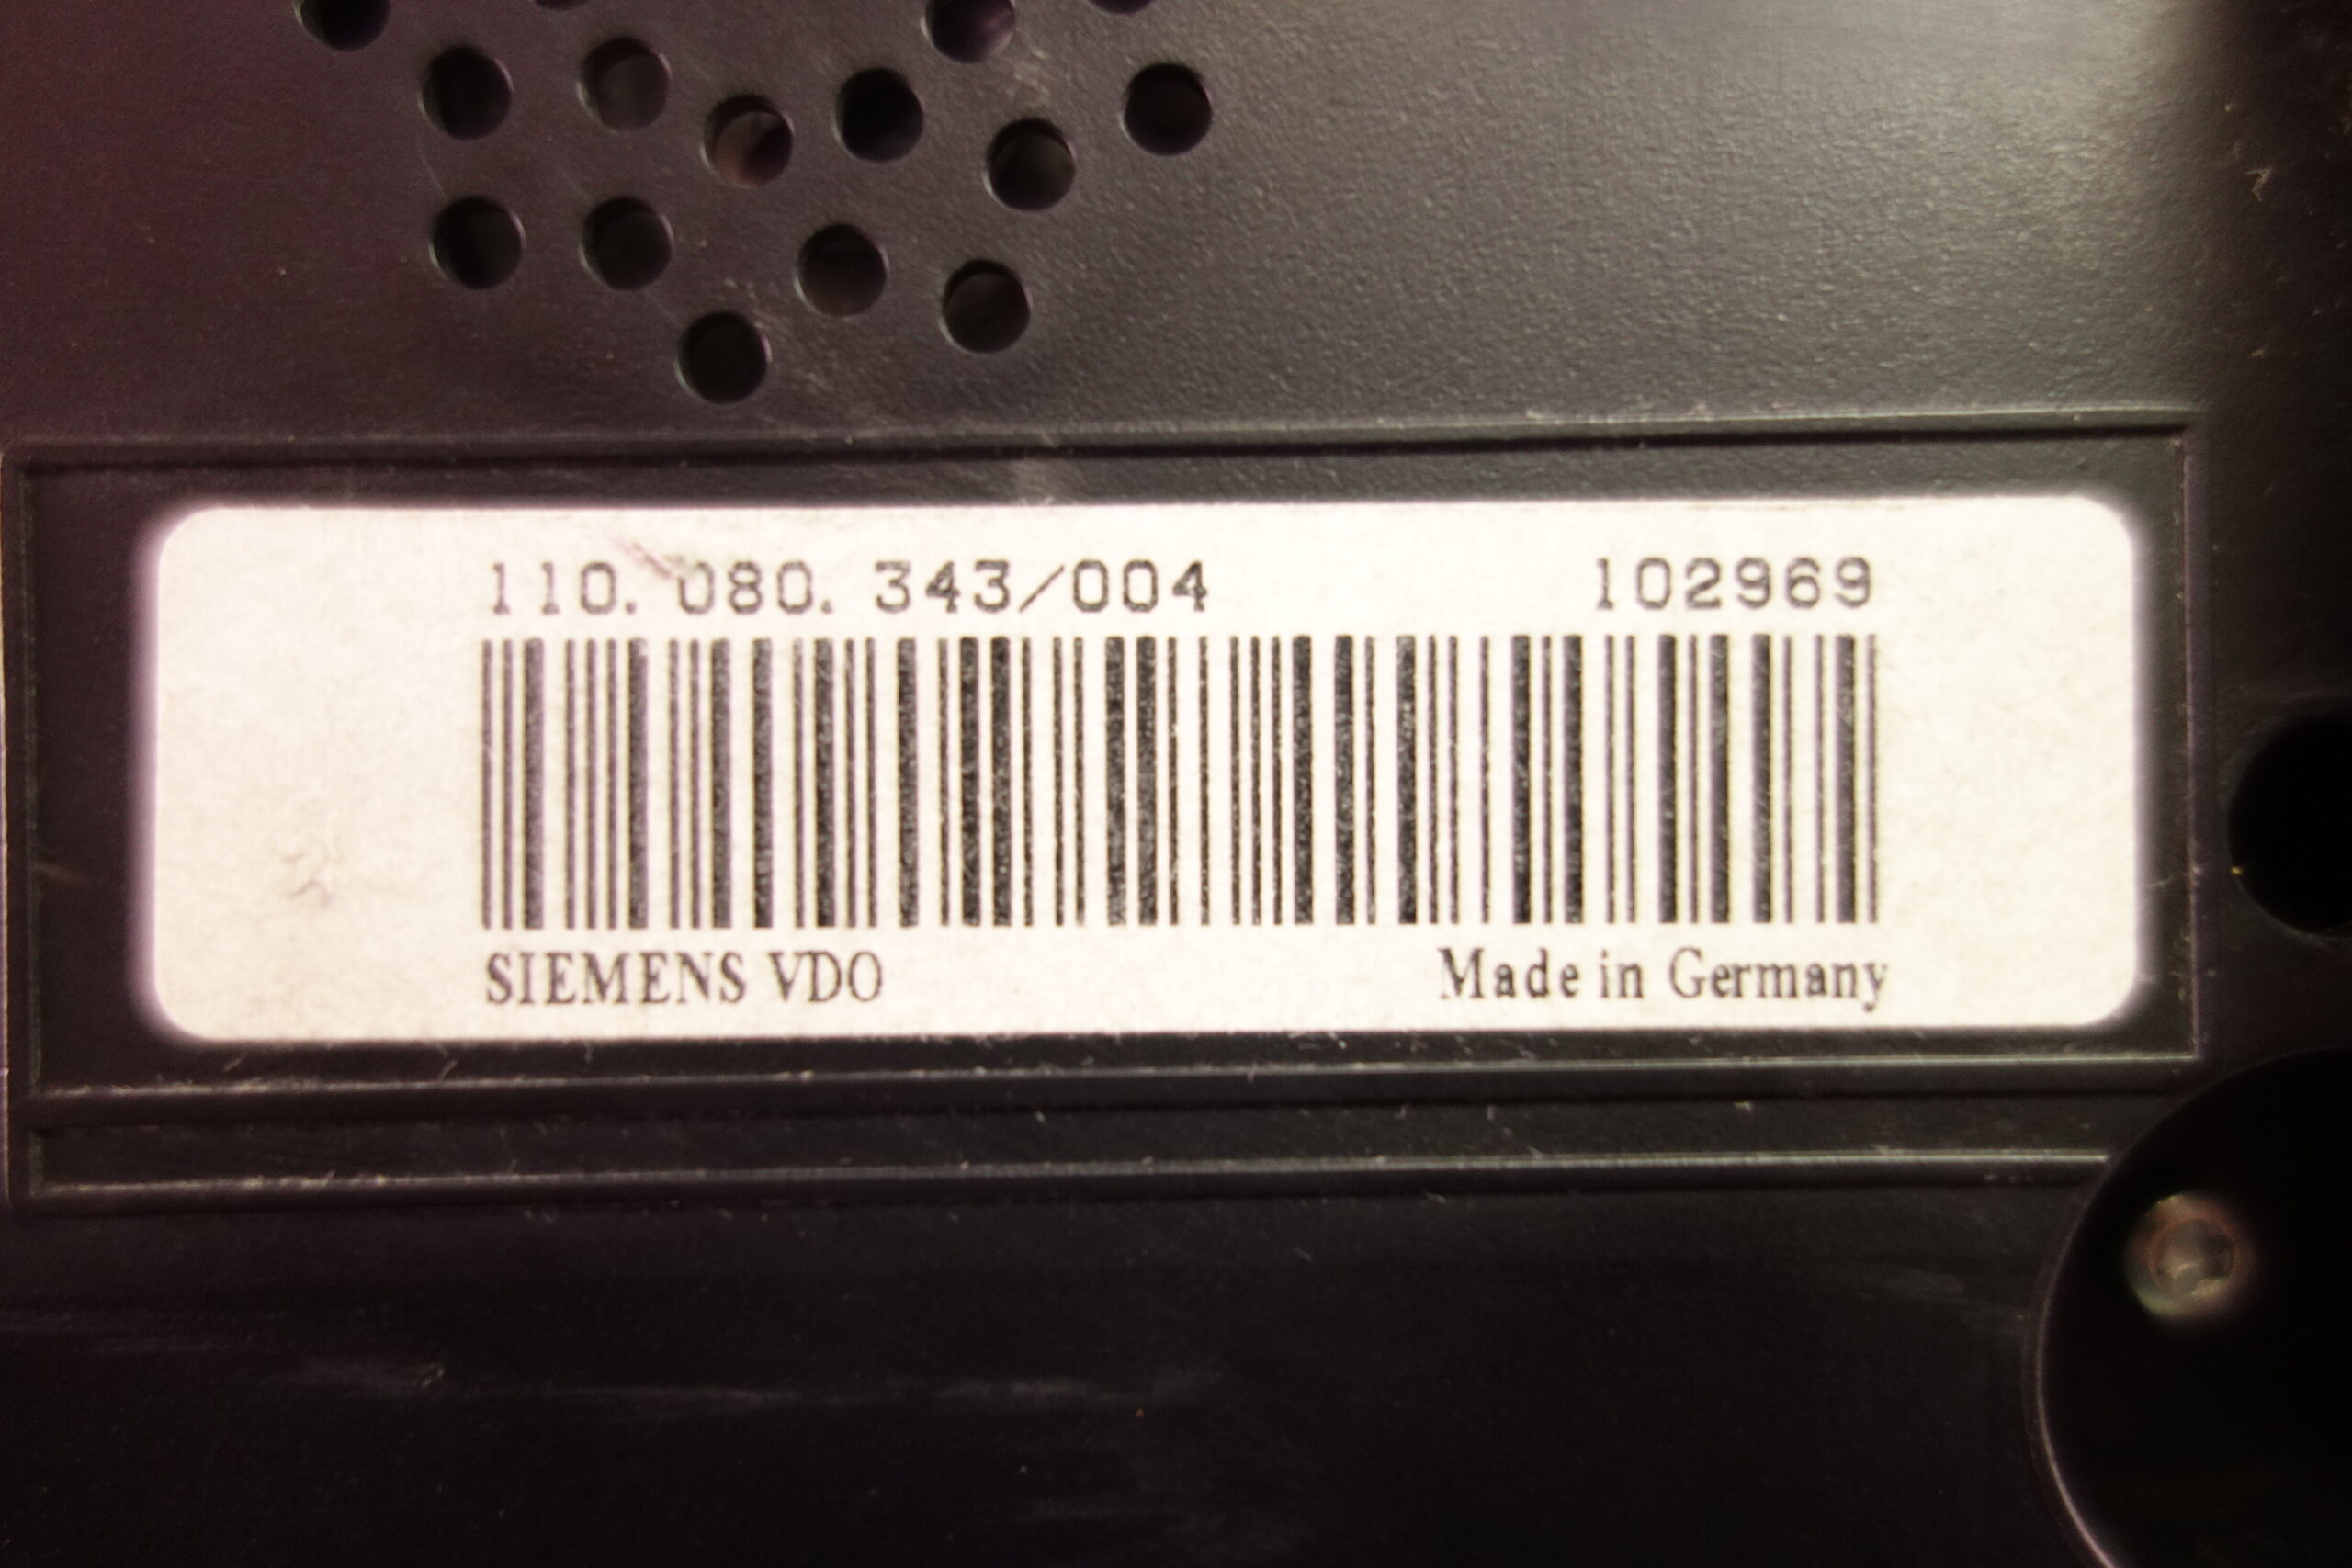 110.080.343/004 102969
SIEMENS VDO Made in Germany